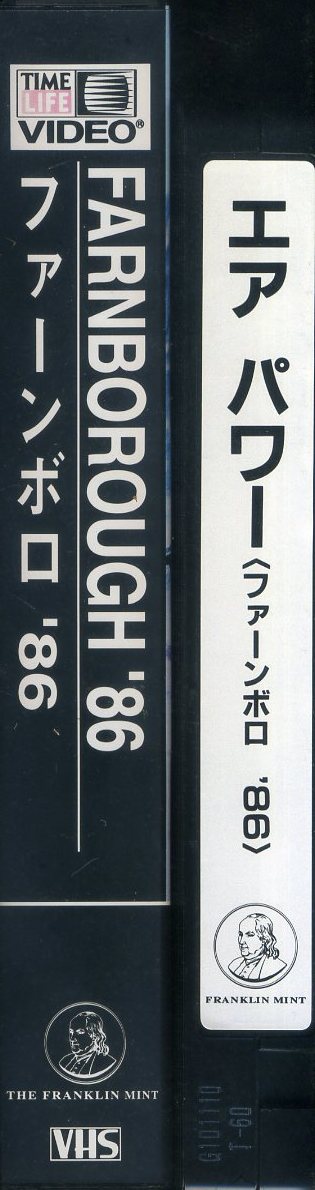 TIME
LIFE
VIDEO®
FARNBOROUGH '86
ファーンボロ '86
THE FRANKLIN MINT
VHS
エア パワー〈ファーンボロ '86〉
FRANKLIN MINT
G101110
T-60